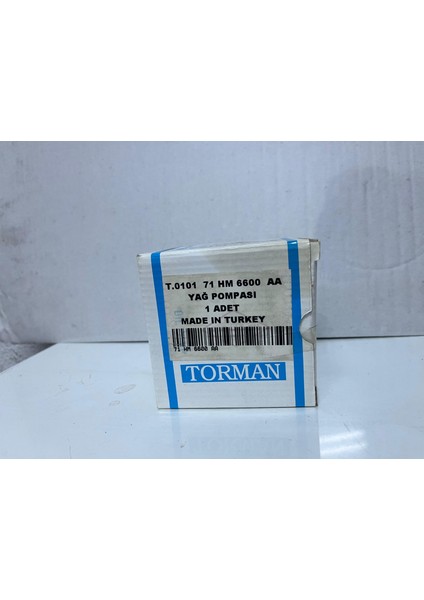 T.0101 71 HM 6600 AA
YAĞ POMPASI
1 ADET
MADE IN TURKEY
71 HM 6600 AA
TORMAN